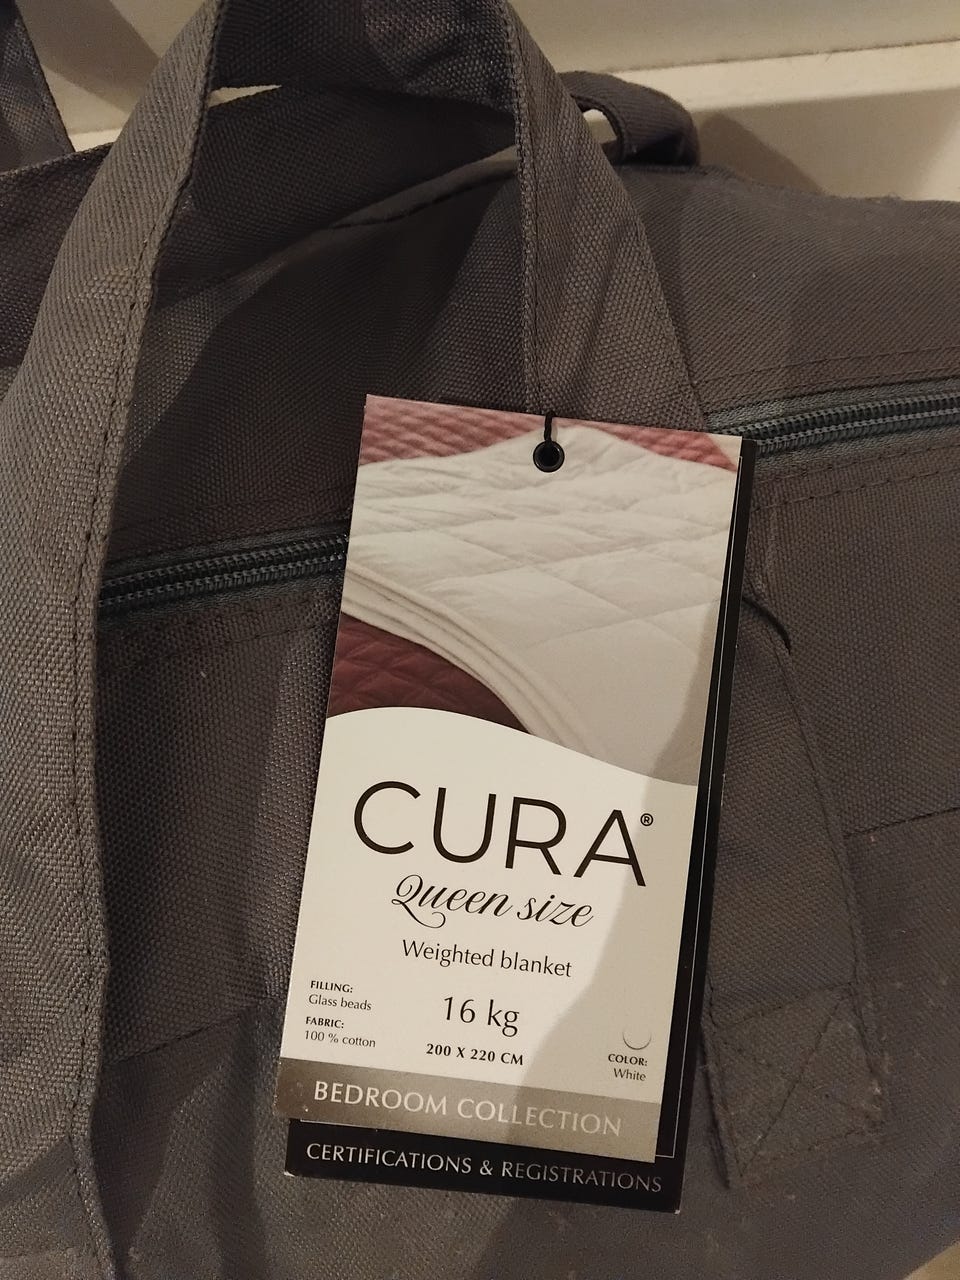 CURA®
Queen size
Weighted blanket
FILLING:
Glass beads
16 kg
FABRIC:
100 % cotton
200 X 220 CM
COLOR:
White
BEDROOM COLLECTION
CERTIFICATIONS & REGISTRATIONS